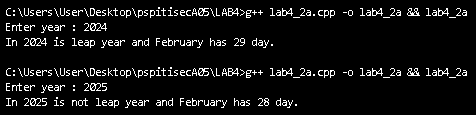 C:\Users\User\Desktop\pspitisecA05\LAB4>g++ lab4_2a.cpp -o lab4_2a && lab4_2a
Enter year : 2024
In 2024 is leap year and February has 29 day.
C:\Users\User\Desktop\pspitisecA05\LAB4>g++ lab4_2a.cpp -o lab4_2a && lab4_2a
Enter year : 2025
In 2025 is not leap year and February has 28 day.